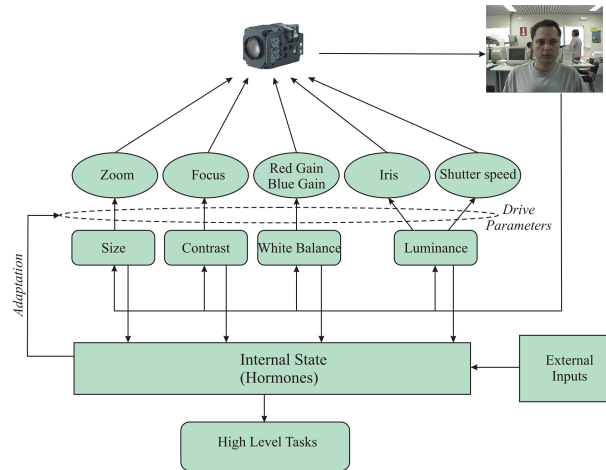 Zoom
Focus
Red Gain
Blue Gain
Iris
Shutter speed
Drive
Parameters
Size
Contrast
White Balance
Luminance
Adaptation
Internal State
(Hormones)
External
Inputs
High Level Tasks